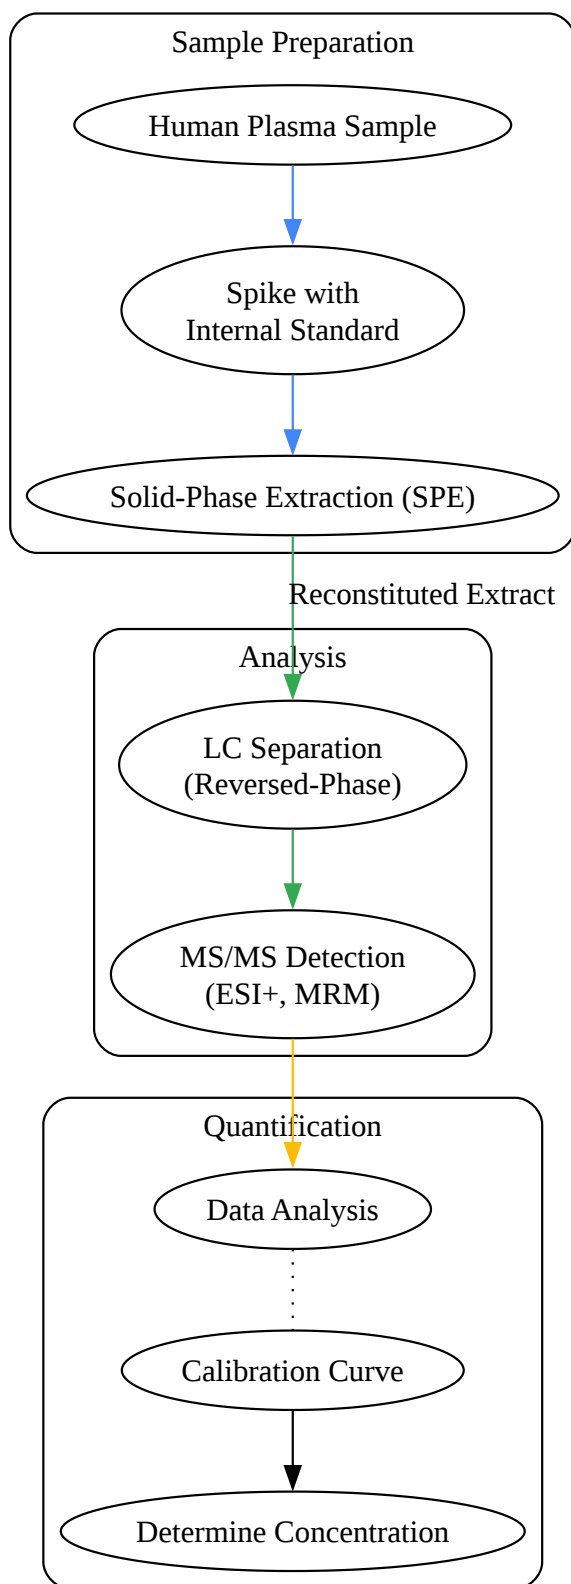 Sample Preparation
Human Plasma Sample
Spike with
Internal Standard
Solid-Phase Extraction (SPE)
Reconstituted Extract
Analysis
LC Separation
(Reversed-Phase)
MS/MS Detection
(ESI+, MRM)
Quantification
Data Analysis
Calibration Curve
Determine Concentration